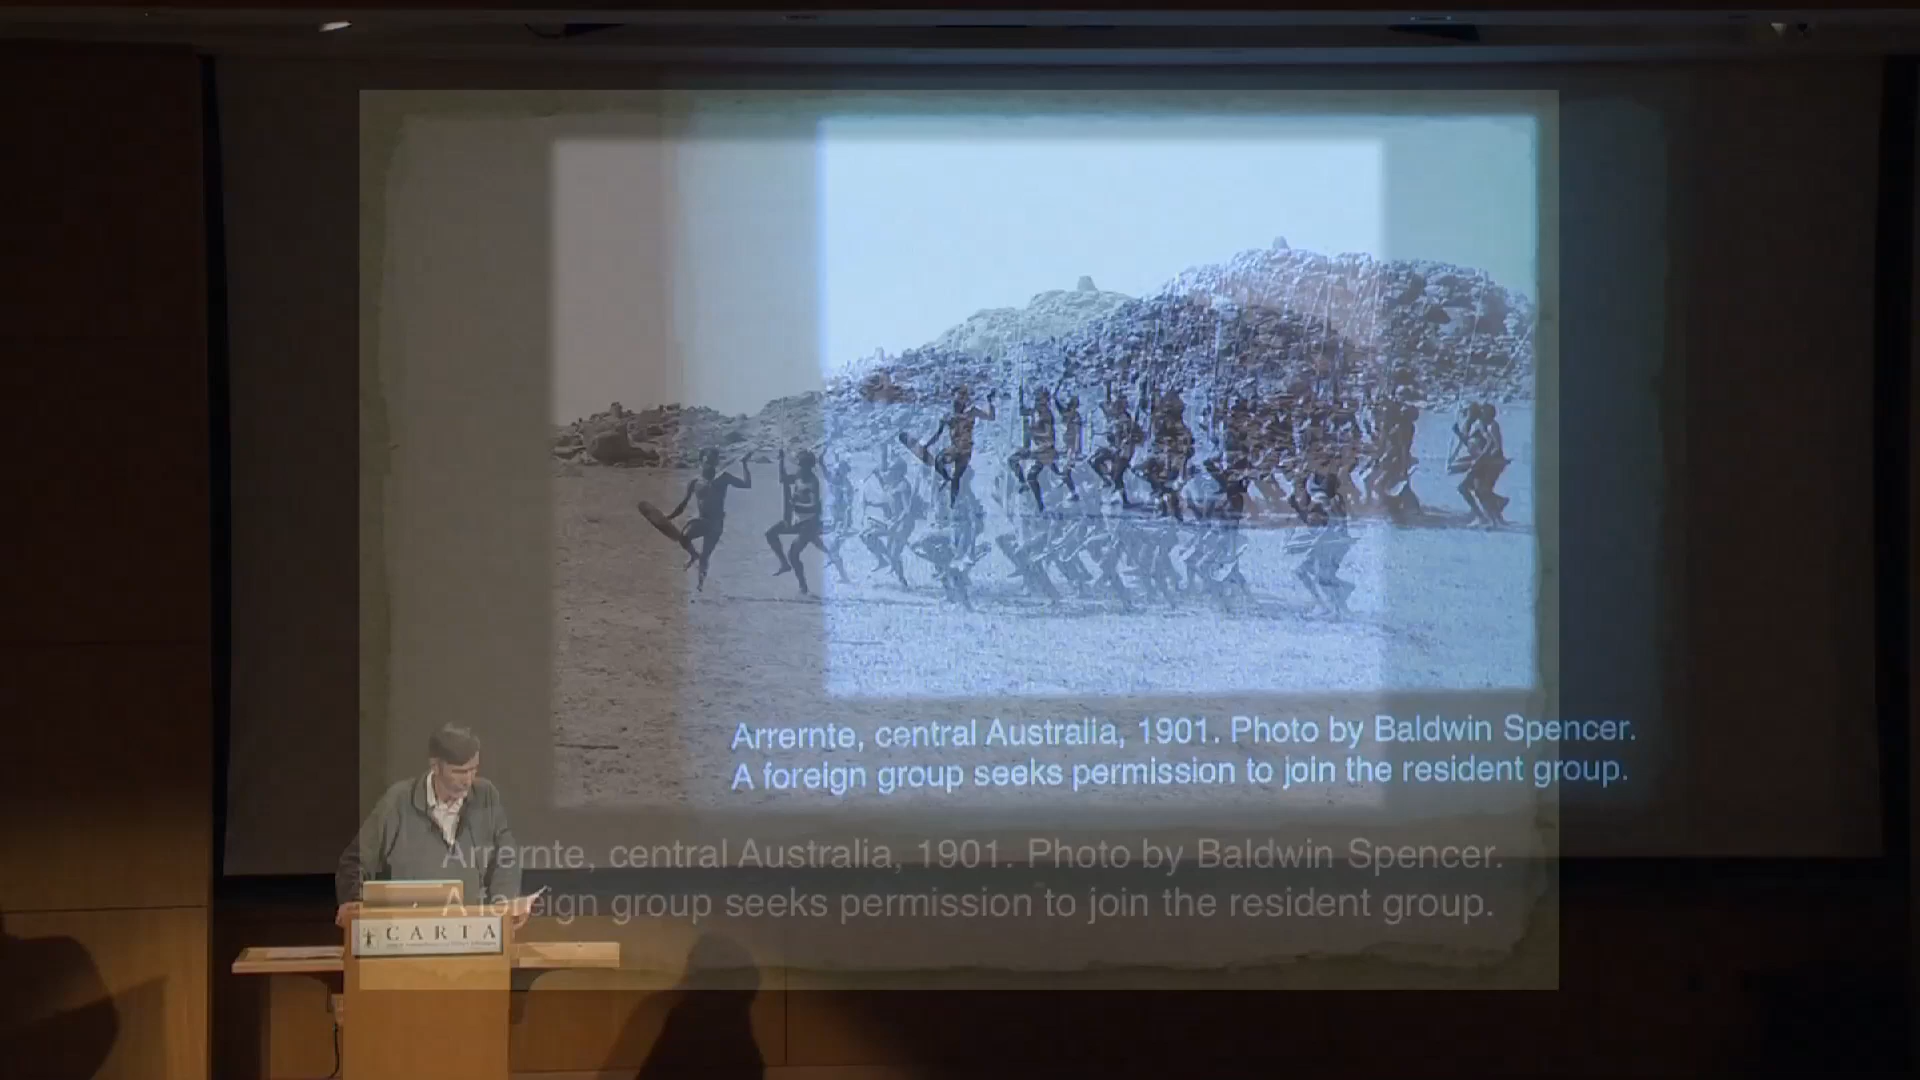 Arrernte, central Australia, 1901. Photo by Baldwin Spencer.
A foreign group seeks permission to join the resident group.
Arrernte, central Australia, 1901. Photo by Baldwin Spencer.
A foreign group seeks permission to join the resident group.
CARTA